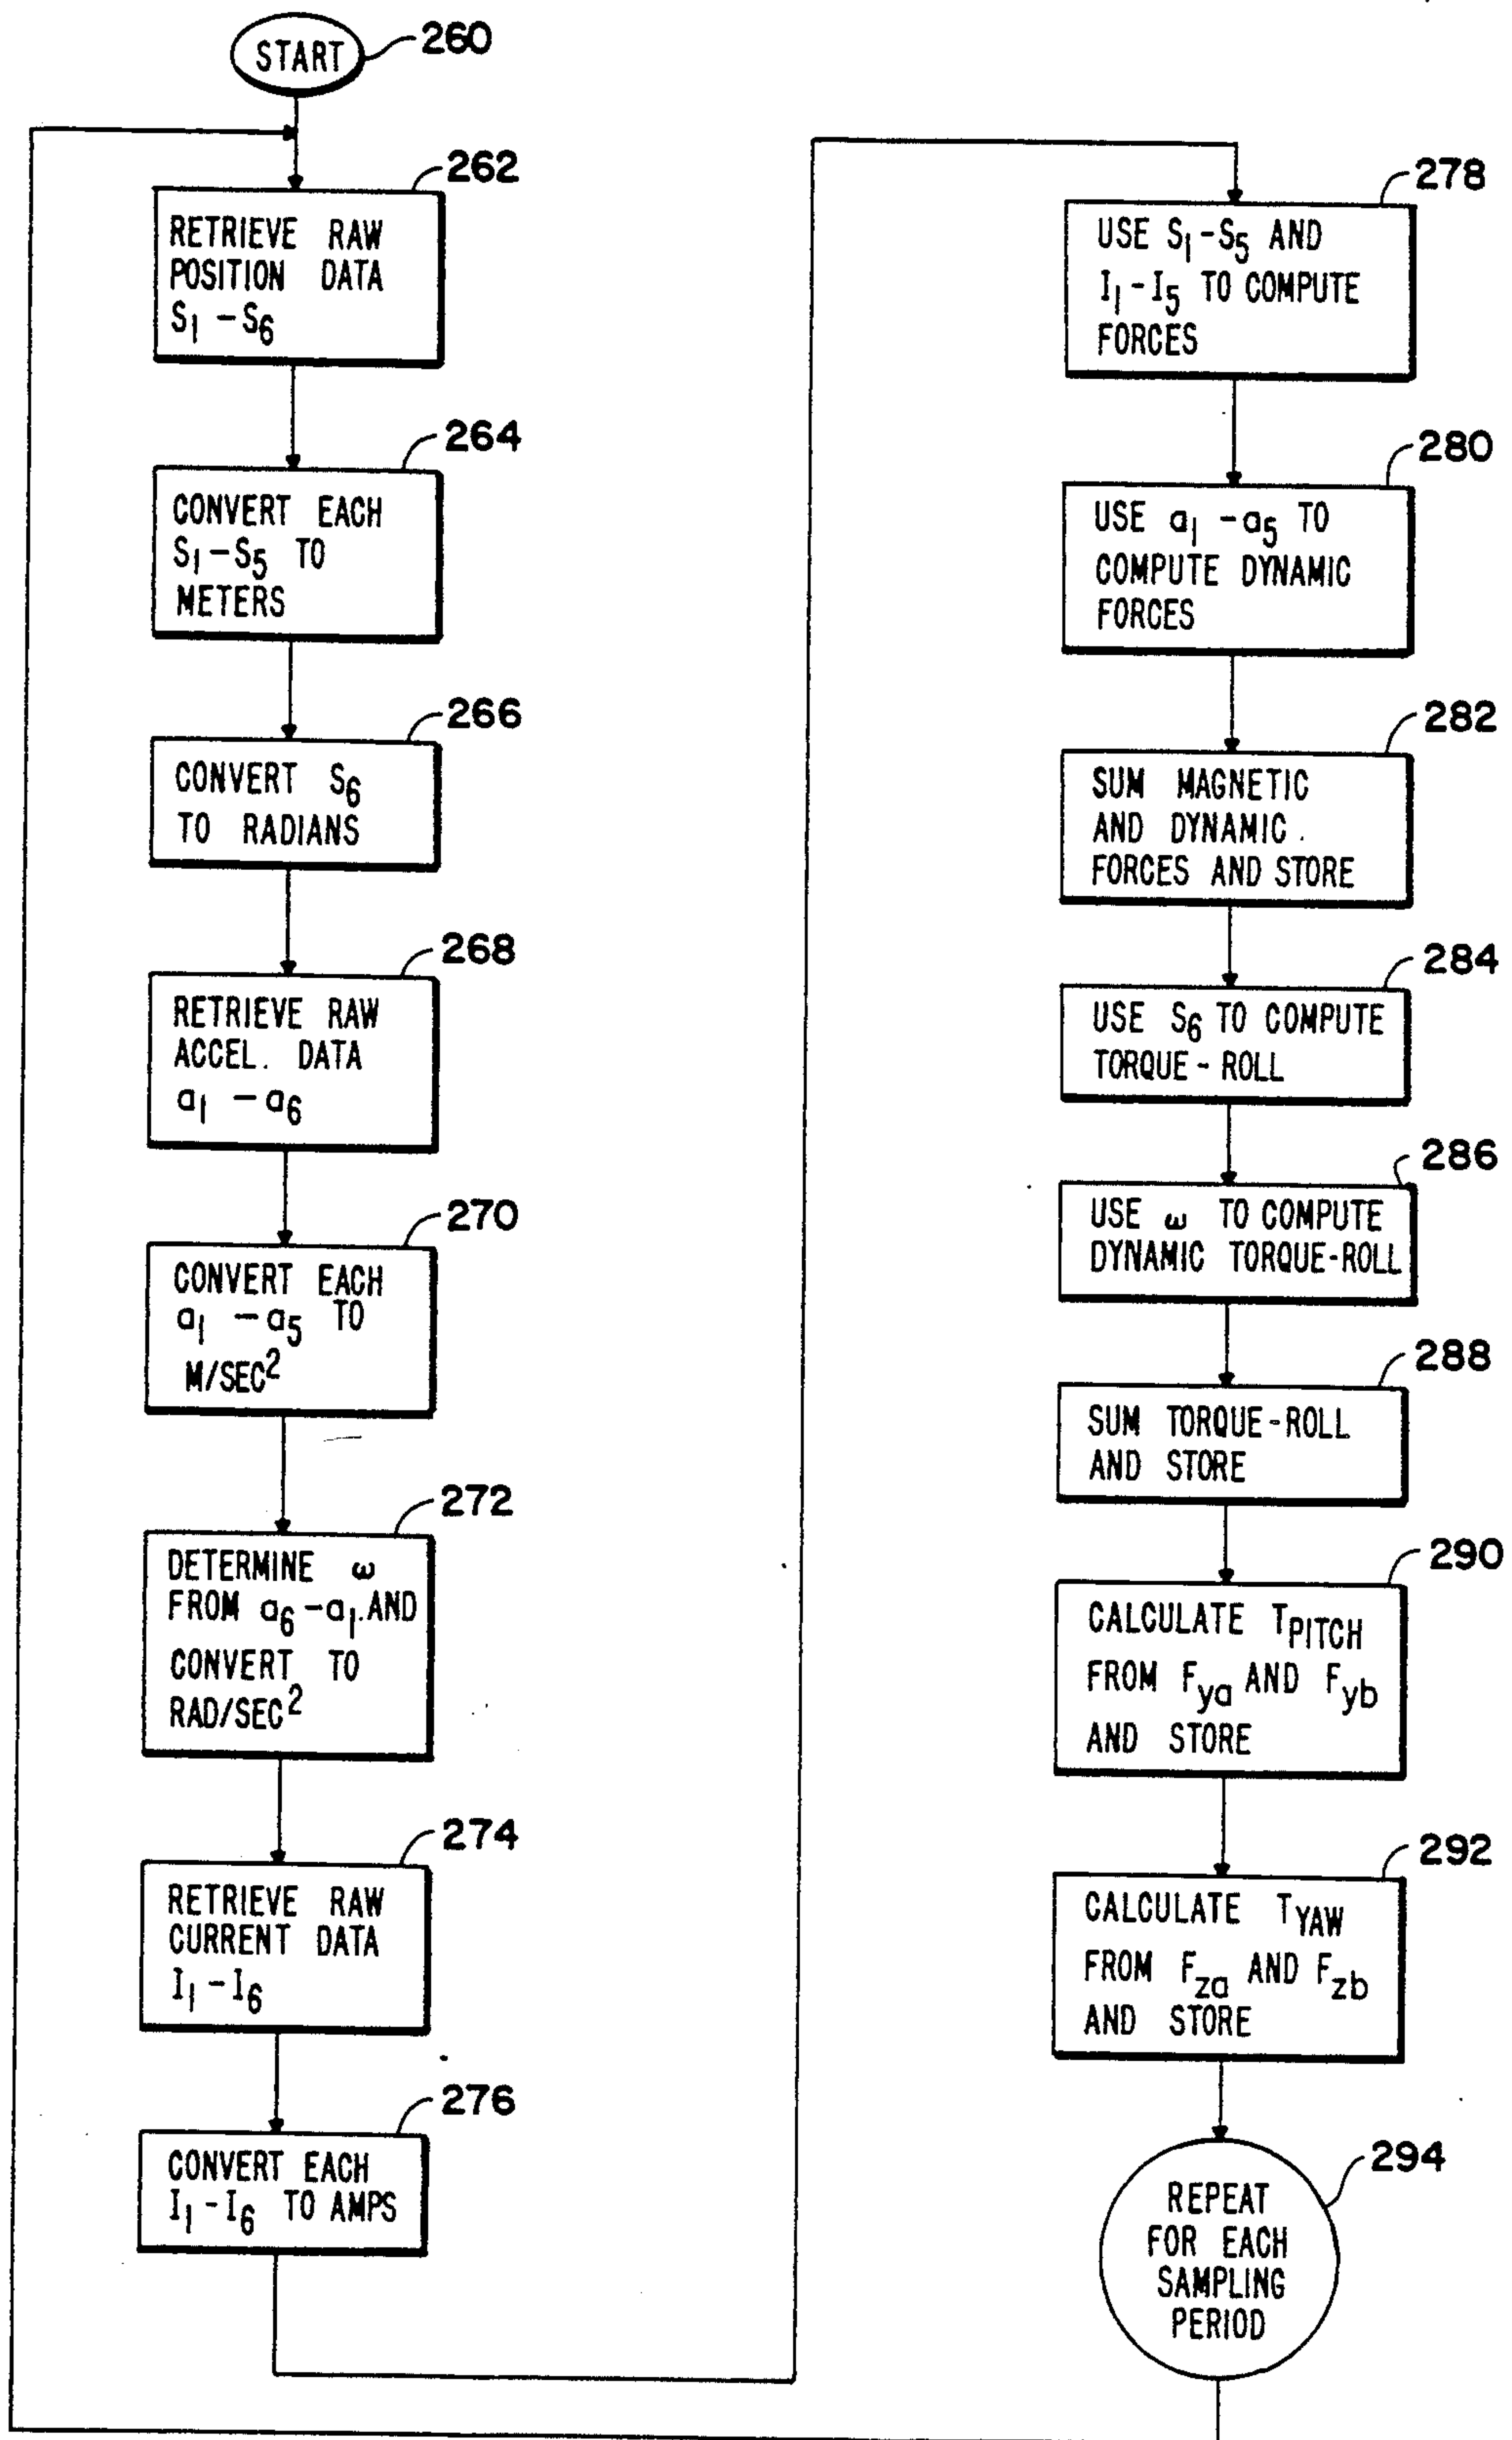 START
260
262
RETRIEVE RAW
POSITION DATA
S₁ - S₆
264
CONVERT EACH
S₁ - S₅ TO
METERS
266
CONVERT S₆
TO RADIANS
268
RETRIEVE RAW
ACCEL. DATA
a₁ - a₆
270
CONVERT EACH
a₁ - a₅ TO
M/SEC²
272
DETERMINE ω
FROM a₆ - a₁ AND
CONVERT TO
RAD/SEC²
274
RETRIEVE RAW
CURRENT DATA
I₁ - I₆
276
CONVERT EACH
I₁ - I₆ TO AMPS
278
USE S₁ - S₅ AND
I₁ - I₅ TO COMPUTE
FORCES
280
USE a₁ - a₅ TO
COMPUTE DYNAMIC
FORCES
282
SUM MAGNETIC
AND DYNAMIC
FORCES AND STORE
284
USE S₆ TO COMPUTE
TORQUE - ROLL
286
USE ω TO COMPUTE
DYNAMIC TORQUE-ROLL
288
SUM TORQUE-ROLL
AND STORE
290
CALCULATE T_PITCH
FROM F_ya AND F_yb
AND STORE
292
CALCULATE T_YAW
FROM F_za AND F_zb
AND STORE
294
REPEAT
FOR EACH
SAMPLING
PERIOD